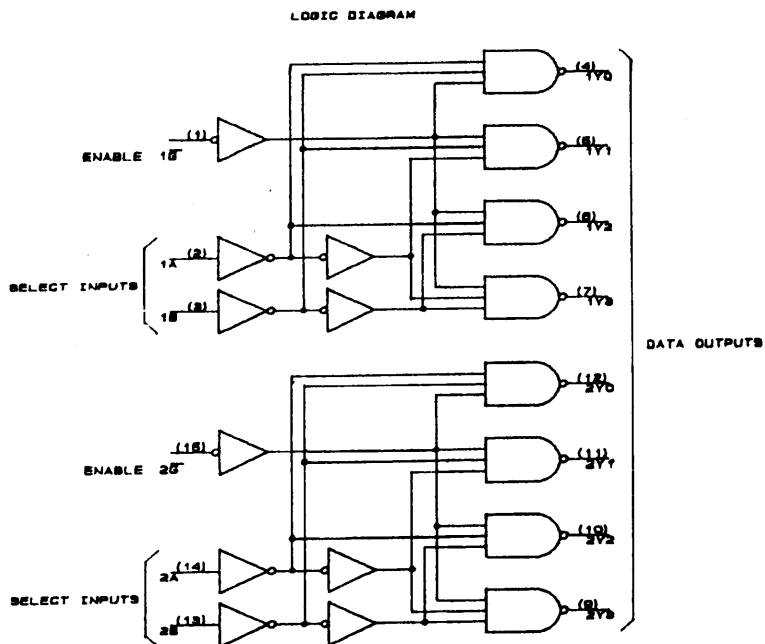 LOGIC DIAGRAM
(4) 1Y0
ENABLE 1G (1)
(5) 1Y1
(6) 1Y2
1A (2)
SELECT INPUTS
1B (3)
(7) 1Y3
DATA OUTPUTS
(12) 2Y0
ENABLE 2G (15)
(11) 2Y1
(10) 2Y2
2A (14)
SELECT INPUTS
2B (13)
(9) 2Y3